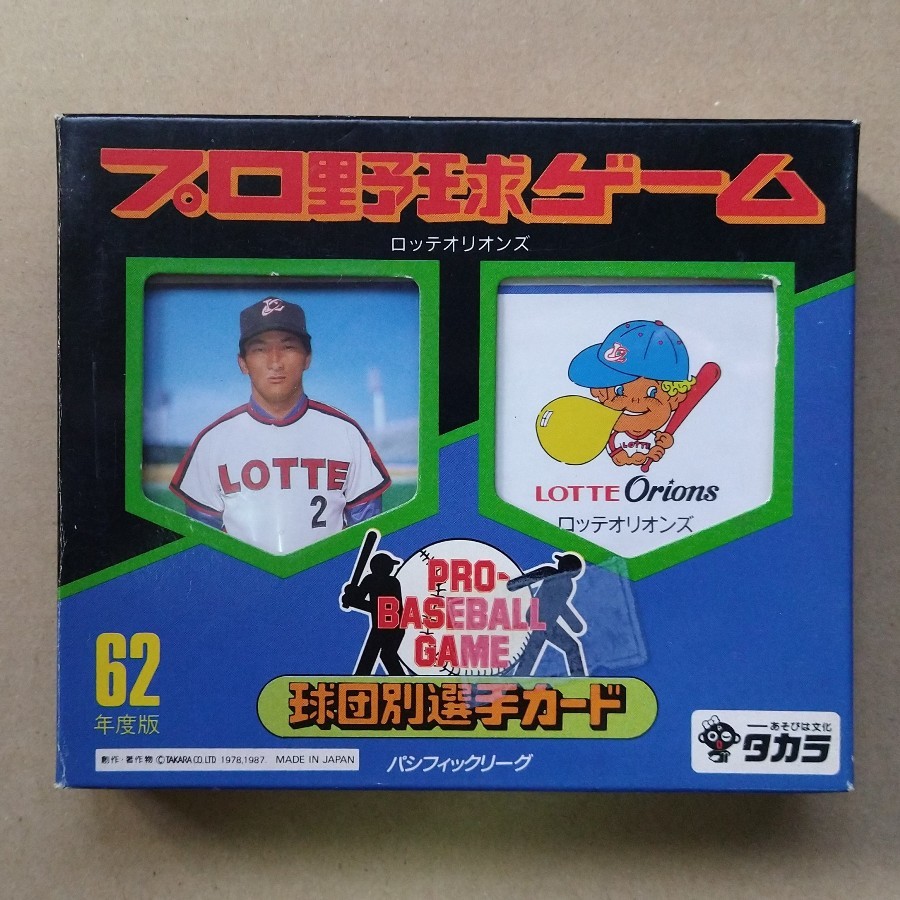 プロ野球ゲーム
ロッテオリオンズ
LOTTE
2
LOTTE
LOTTE Orions
ロッテオリオンズ
PRO-
BASEBALL
GAME
62
年度版
球団別選手カード
創作・著作物 ©TAKARA CO.,LTD 1978,1987. MADE IN JAPAN
パシフィックリーグ
あそびは文化
タカラ